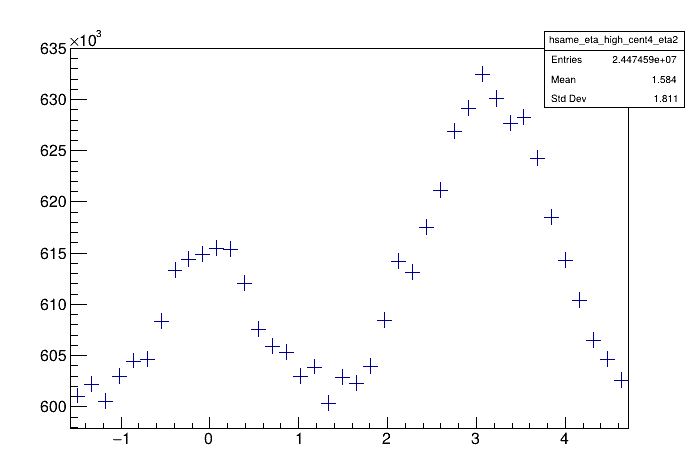 ×10³
hsame_eta_high_cent4_eta2
Entries 2.447459e+07
Mean 1.584
Std Dev 1.811
635
630
625
620
615
610
605
600
−1 0 1 2 3 4